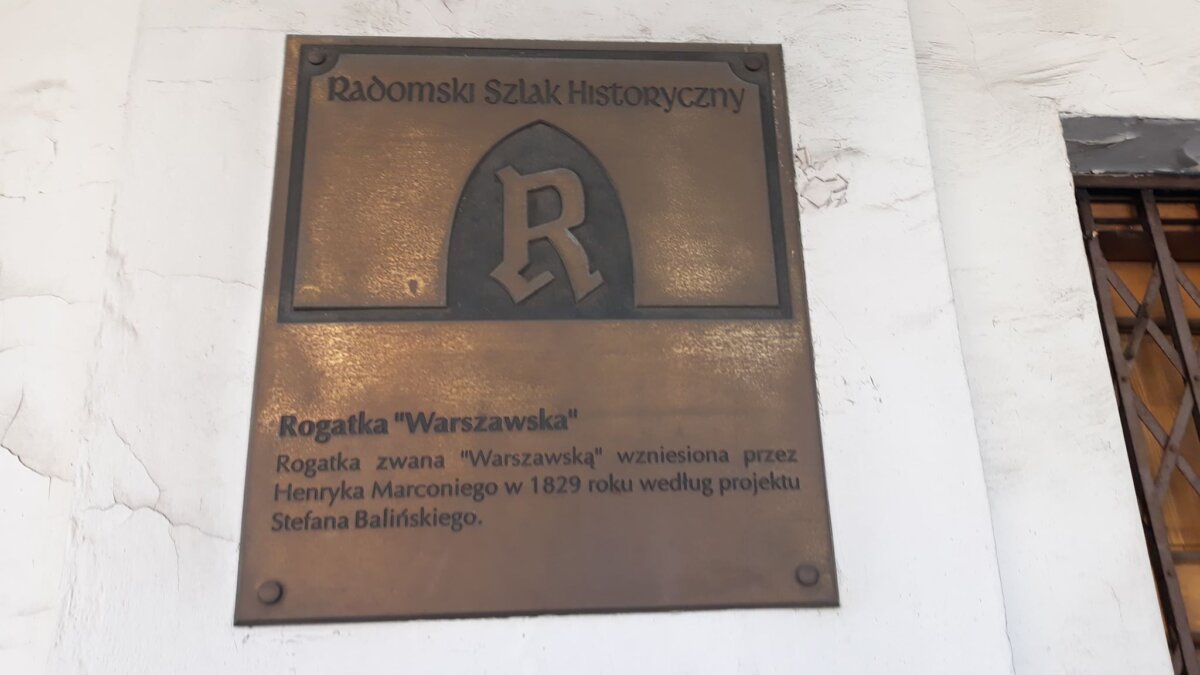 Radomski Szlak Historyczny
R
Rogatka "Warszawska"
Rogatka zwana "Warszawską" wzniesiona przez
Henryka Marconiego w 1829 roku według projektu
Stefana Balińskiego.